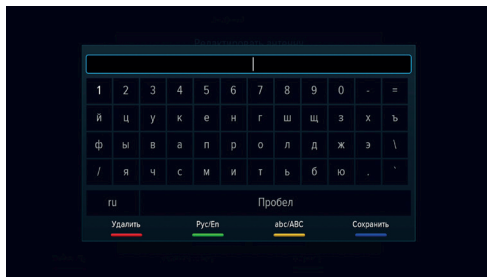 1 2 3 4 5 6 7 8 9 0 - =
й ц у к е н г ш щ з х ъ
ф ы в а п р о л д ж э \
/ я ч с м и т ь б ю . '
ru Пробел
Удалить Рус/En abc/ABC Сохранить